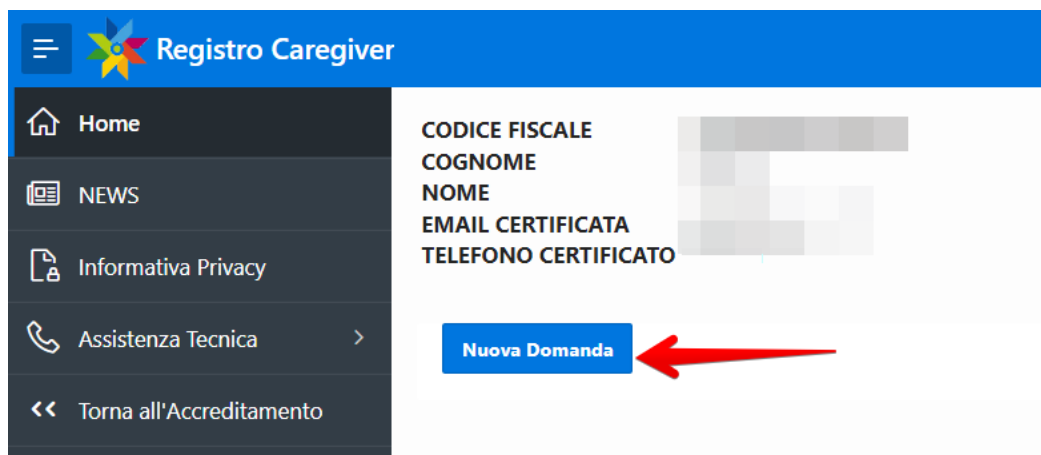 Registro Caregiver
Home
NEWS
Informativa Privacy
Assistenza Tecnica
Torna all'Accreditamento
CODICE FISCALE
COGNOME
NOME
EMAIL CERTIFICATA
TELEFONO CERTIFICATO
Nuova Domanda